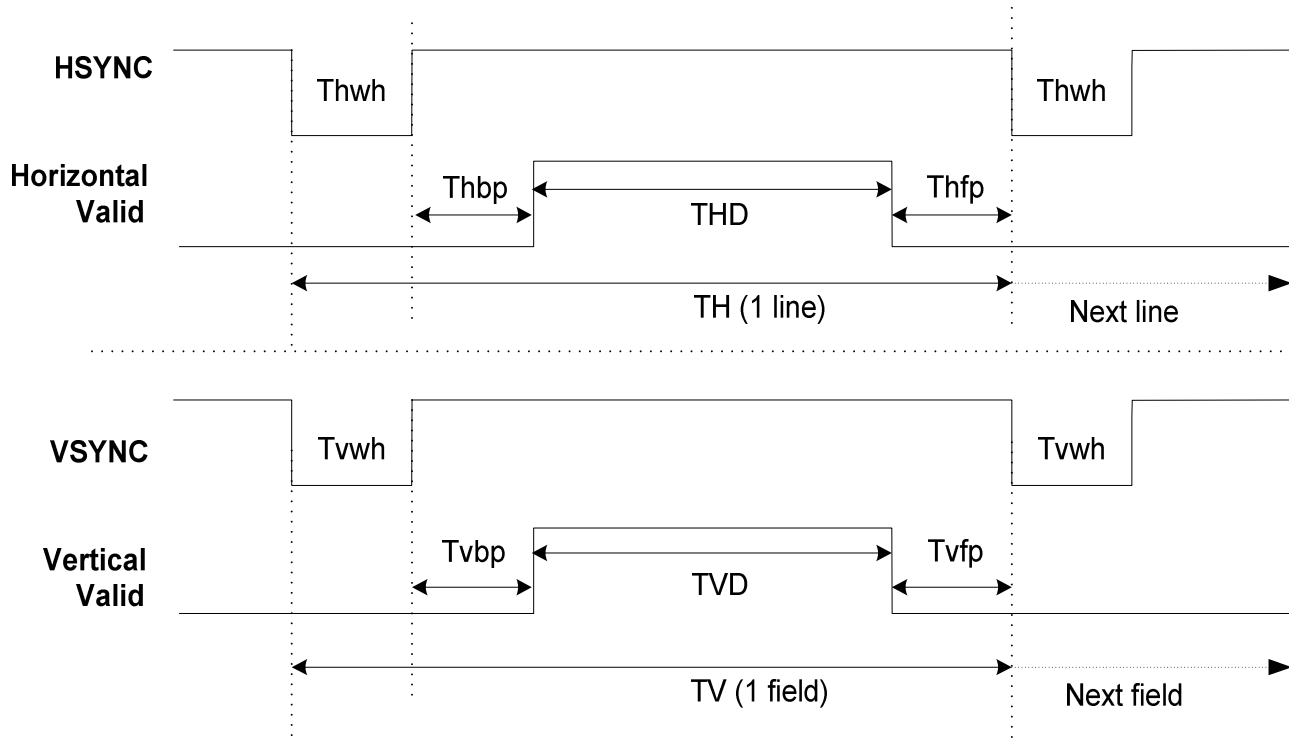 HSYNC
Thwh
Thwh
Horizontal
Valid
Thbp
THD
Thfp
TH (1 line)
Next line
VSYNC
Tvwh
Tvwh
Vertical
Valid
Tvbp
TVD
Tvfp
TV (1 field)
Next field